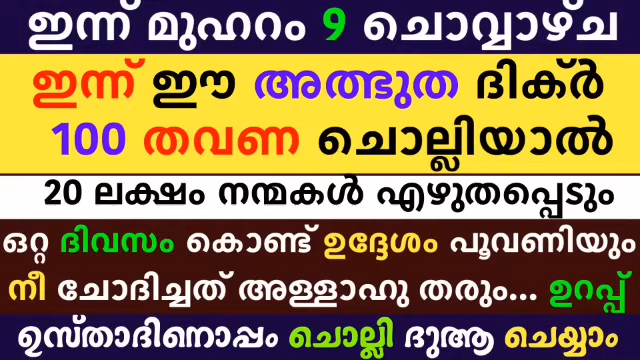 ഇന്ന് മുഹറം 9 ചൊവ്വാഴ്ച
ഇന്ന് ഈ അത്ഭുത ദിക്ർ
100 തവണ ചൊല്ലിയാൽ
20 ലക്ഷം നന്മകൾ എഴുതപ്പെടും
ഒറ്റ ദിവസം കൊണ്ട് ഉദ്ദേശം പൂവണിയും
നീ ചോദിച്ചത് അള്ളാഹു തരും... ഉറപ്പ്
ഉസ്താദിനൊപ്പം ചൊല്ലി ദുആ ചെയ്യാം